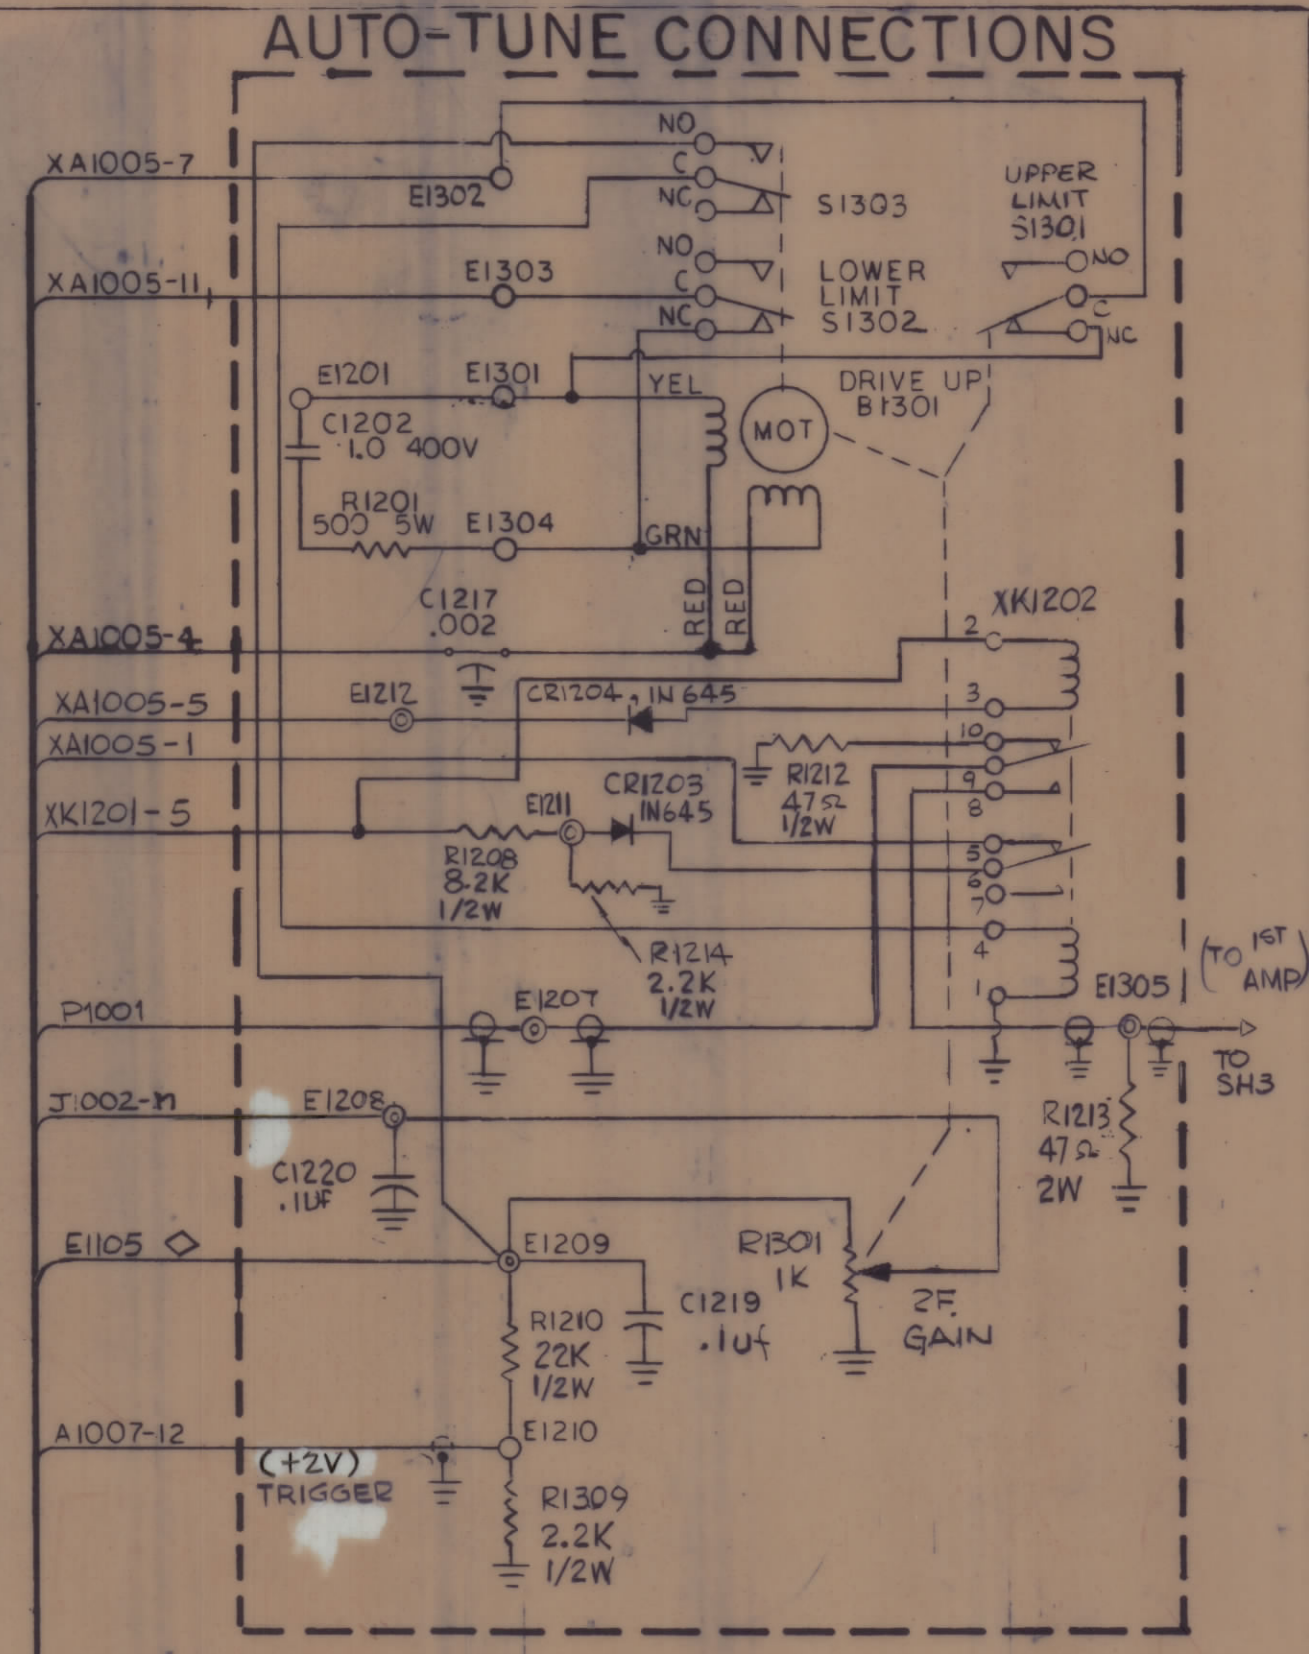 AUTO-TUNE CONNECTIONS
XA1005-7
E1302
NO
C
NC
S1303
UPPER
LIMIT
S1301
NO
C
NC
XA1005-11
E1303
NO
C
NC
LOWER
LIMIT
S1302
E1201
E1301
YEL
DRIVE UP
B1301
MOT
C1202
1.0 400V
R1201
500 5W
E1304
GRN
RED
RED
C1217
.002
XA1005-4
XK1202
2
3
10
9
8
5
6
7
4
1
XA1005-5
E1212
CR1204
IN645
XA1005-1
R1212
47Ω
1/2W
XK1201-5
E1211
CR1203
IN645
R1208
8.2K
1/2W
R1214
2.2K
1/2W
P1001
E1207
E1305
(TO 1ST
AMP)
TO
SH3
J1002-m
E1208
C1220
.1UF
R1213
47Ω
2W
E1105
E1209
R1301
1K
C1219
.1uf
GAIN
R1210
22K
1/2W
A1007-12
E1210
(+2V)
TRIGGER
R1309
2.2K
1/2W